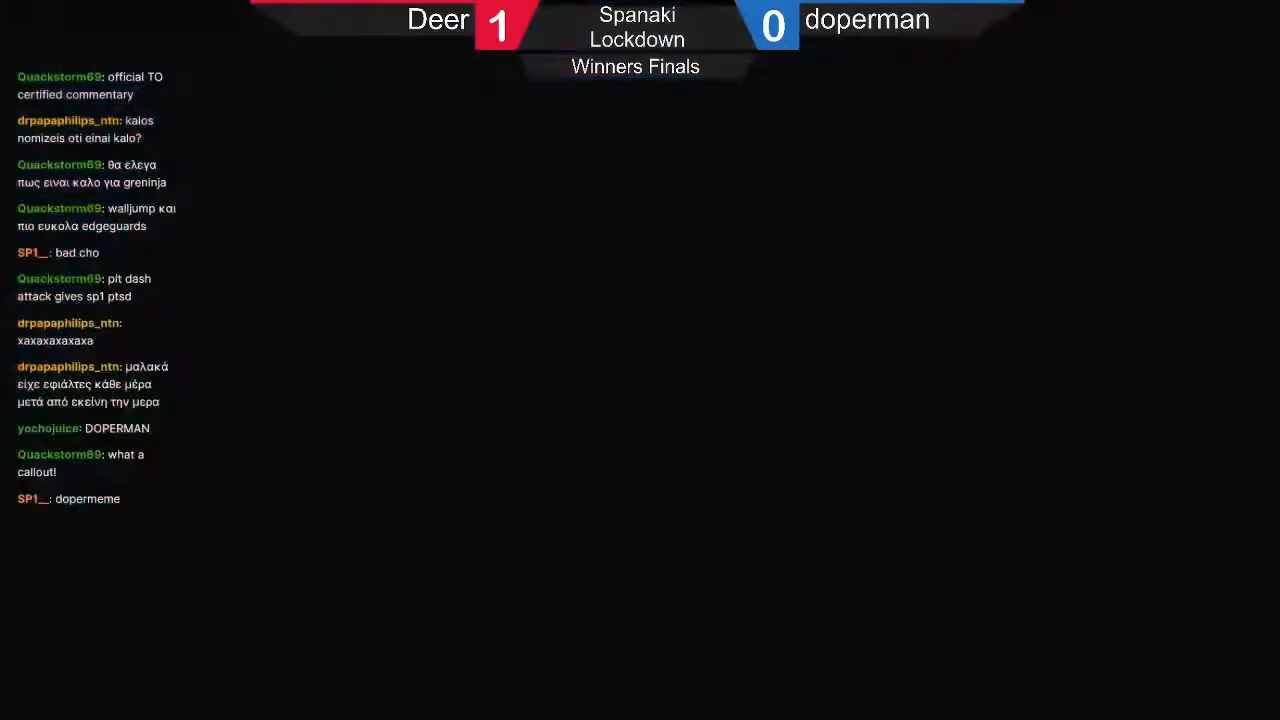 Deer 1 Spanaki 0 doperman
Lockdown
Winners Finals
Quackstorm69: official TO
certified commentary
drpapaphilips_ntn: kalos
nomizeis oti einai kalo?
Quackstorm69: θα ελεγα
πως ειναι καλο για greninja
Quackstorm69: walljump και
πιο ευκολα edgeguards
SP1__: bad cho
Quackstorm69: plt dash
attack gives sp1 ptsd
drpapaphilips_ntn:
xaxaxaxaxaxa
drpapaphilips_ntn: μαλακά
είχε εφιάλτες κάθε μέρα
μετά από εκείνη την μερα
yochojuice: DOPERMAN
Quackstorm69: what a
callout!
SP1__: dopermeme